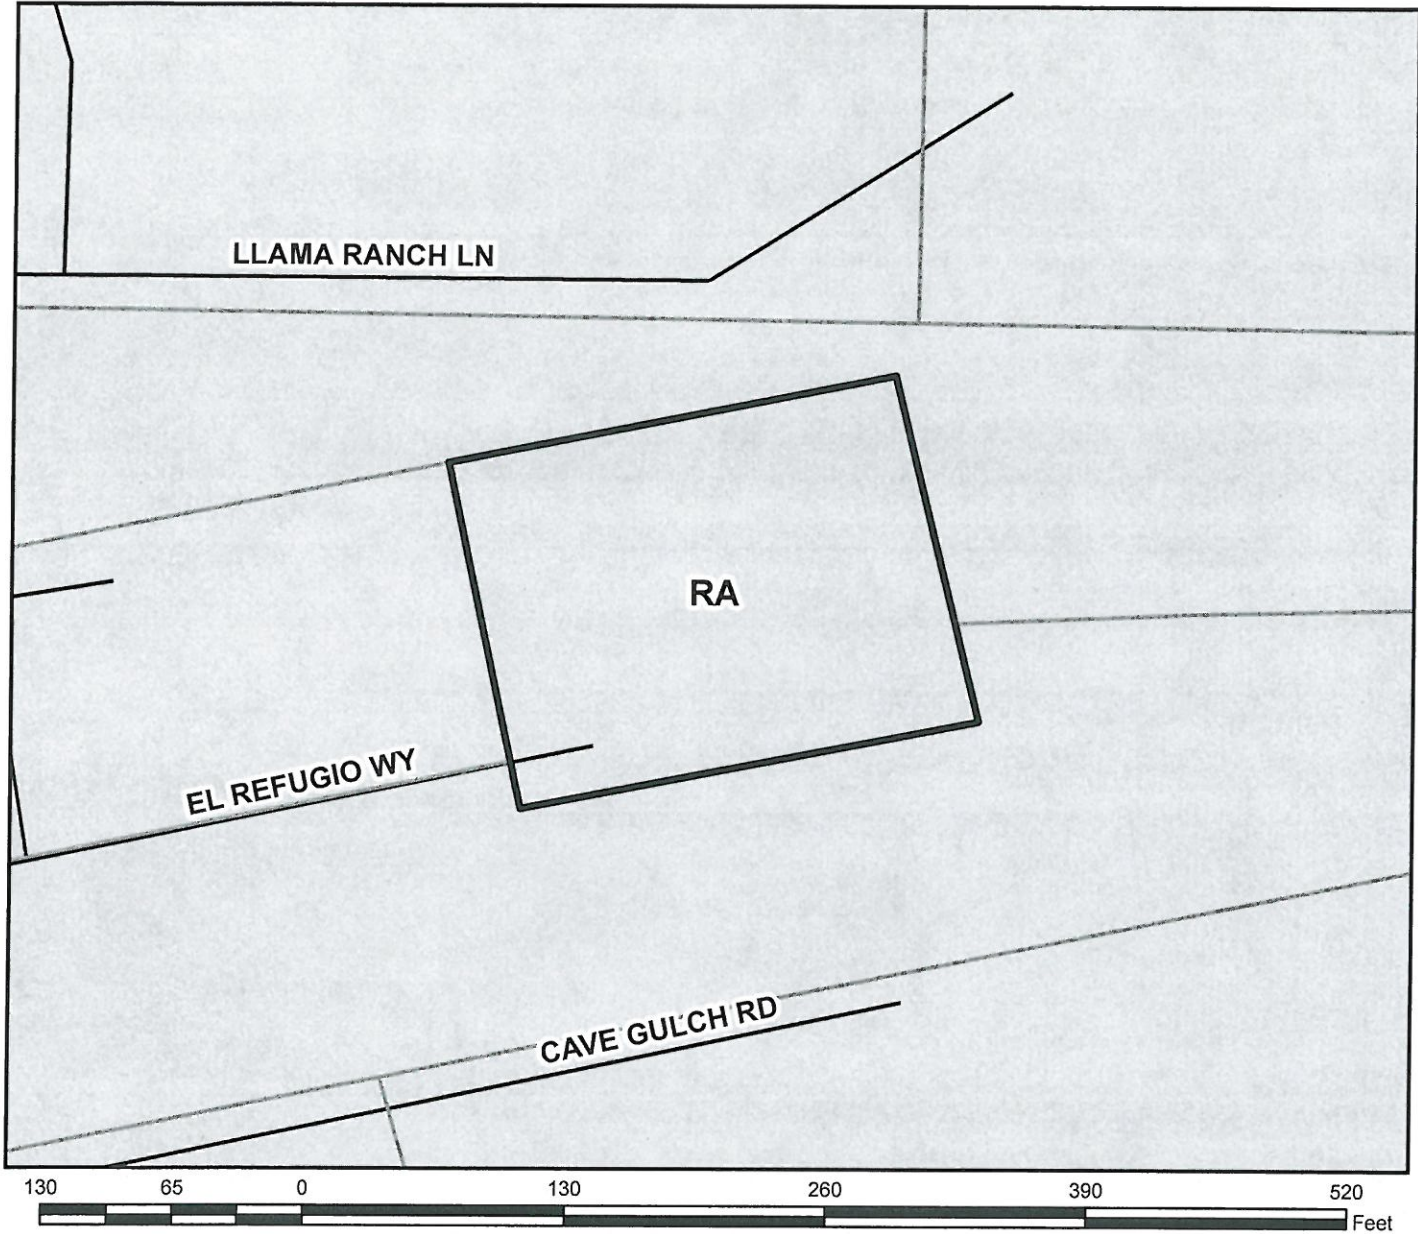 LLAMA RANCH LN
RA
EL REFUGIO WY
CAVE GULCH RD
130 65 0 130 260 390 520
Feet